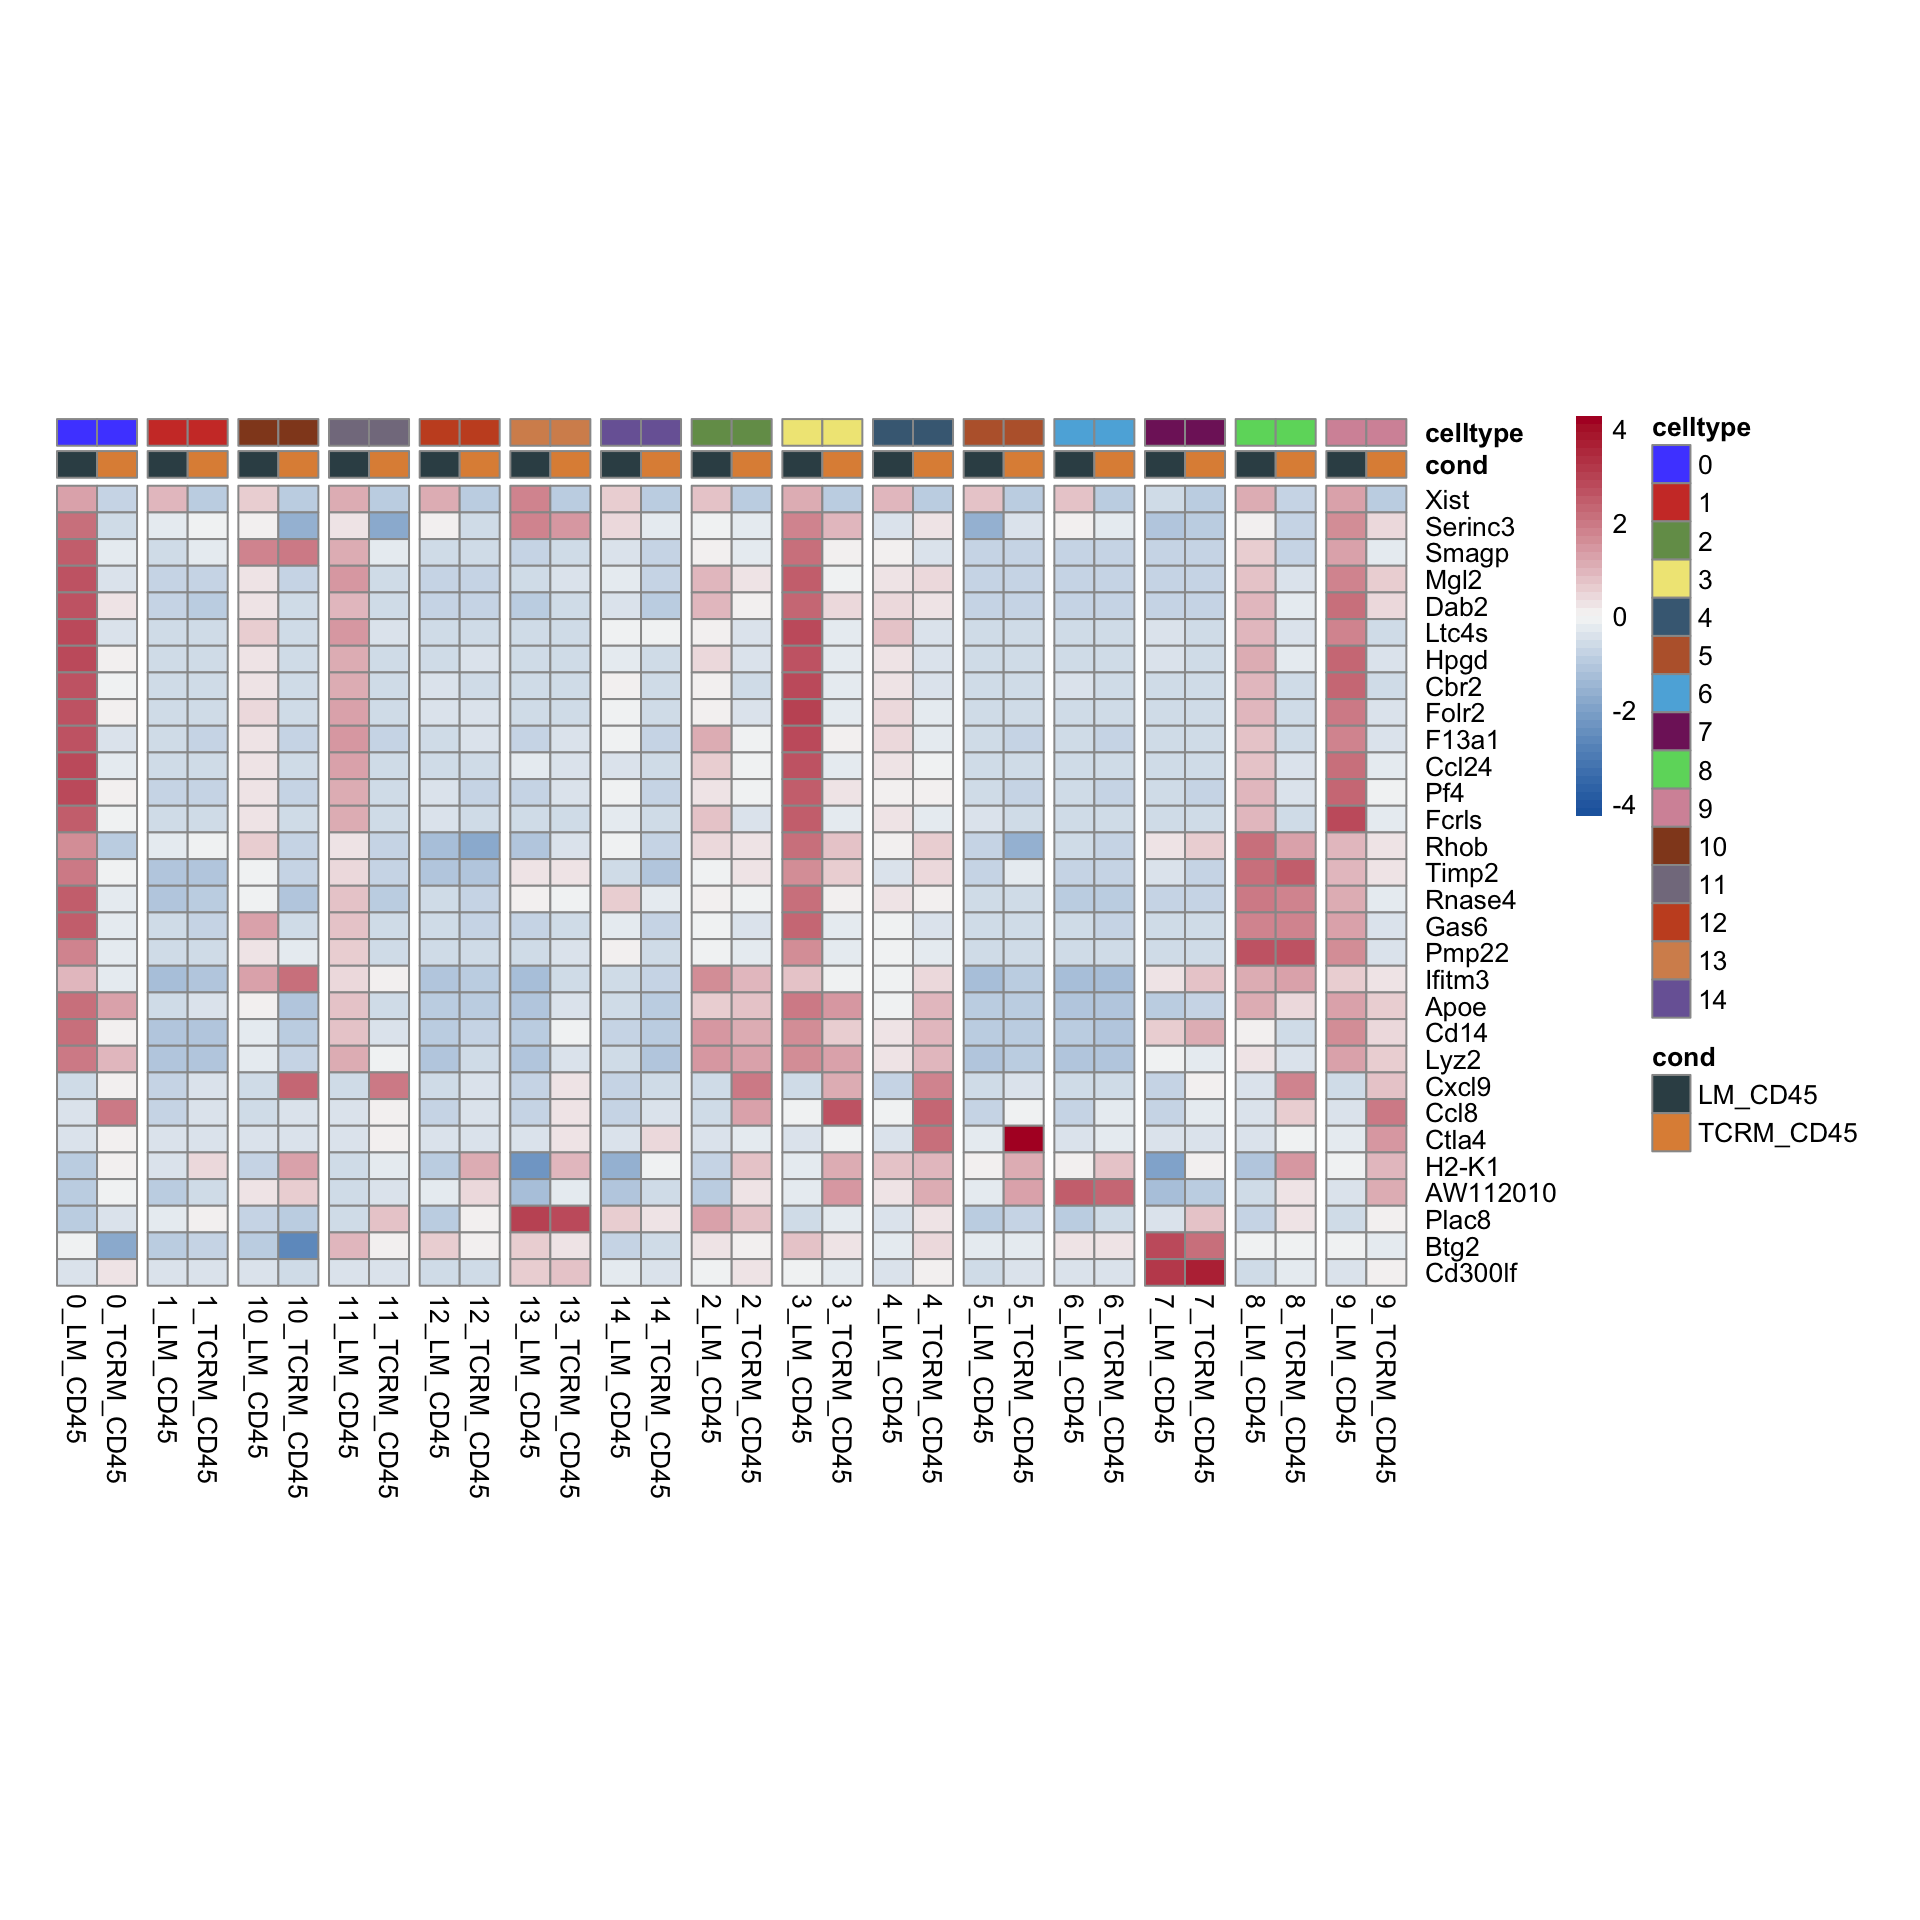 celltype
cond
Xist
Serinc3
Smagp
Mgl2
Dab2
Ltc4s
Hpgd
Cbr2
Folr2
F13a1
Ccl24
Pf4
Fcrls
Rhob
Timp2
Rnase4
Gas6
Pmp22
Ifitm3
Apoe
Cd14
Lyz2
Cxcl9
Ccl8
Ctla4
H2-K1
AW112010
Plac8
Btg2
Cd300lf
0_LM_CD45
0_TCRM_CD45
1_LM_CD45
1_TCRM_CD45
10_LM_CD45
10_TCRM_CD45
11_LM_CD45
11_TCRM_CD45
12_LM_CD45
12_TCRM_CD45
13_LM_CD45
13_TCRM_CD45
14_LM_CD45
14_TCRM_CD45
2_LM_CD45
2_TCRM_CD45
3_LM_CD45
3_TCRM_CD45
4_LM_CD45
4_TCRM_CD45
5_LM_CD45
5_TCRM_CD45
6_LM_CD45
6_TCRM_CD45
7_LM_CD45
7_TCRM_CD45
8_LM_CD45
8_TCRM_CD45
9_LM_CD45
9_TCRM_CD45
4
2
0
-2
-4
celltype
0
1
2
3
4
5
6
7
8
9
10
11
12
13
14
cond
LM_CD45
TCRM_CD45